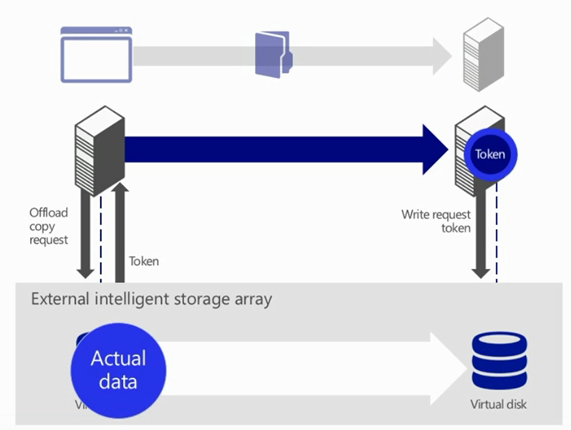 Token
Offload
copy
request
Token
Write request
token
External intelligent storage array
Actual
data
Virtual disk